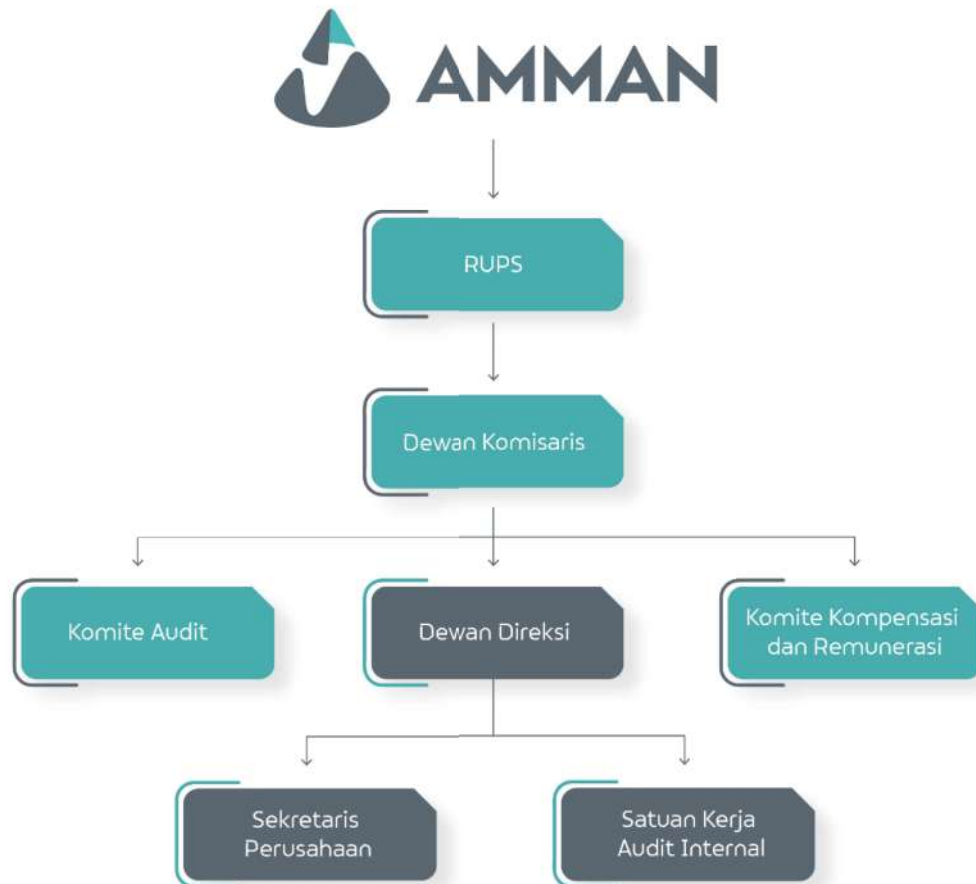 AMMAN
RUPS
Dewan Komisaris
Komite Audit
Dewan Direksi
Komite Kompensasi
dan Remunerasi
Sekretaris
Perusahaan
Satuan Kerja
Audit Internal